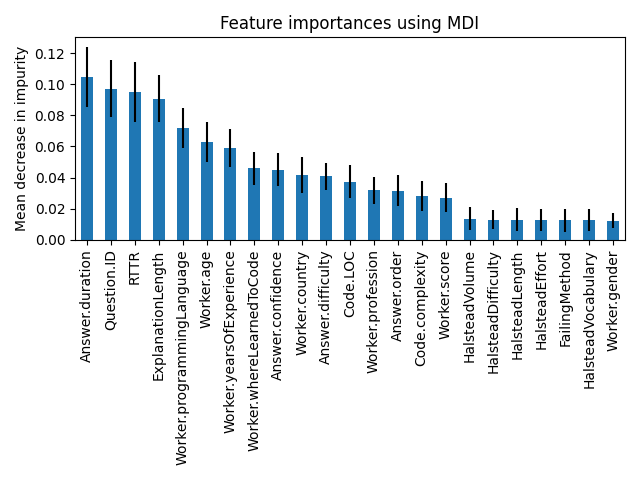 Feature importances using MDI
Mean decrease in impurity
0.12
0.10
0.08
0.06
0.04
0.02
0.00
Answer.duration
Question.ID
RTTR
ExplanationLength
Worker.programmingLanguage
Worker.age
Worker.yearsOfExperience
Worker.whereLearnedToCode
Answer.confidence
Worker.country
Answer.difficulty
Code.LOC
Worker.profession
Answer.order
Code.complexity
Worker.score
HalsteadVolume
HalsteadDifficulty
HalsteadLength
HalsteadEffort
FailingMethod
HalsteadVocabulary
Worker.gender